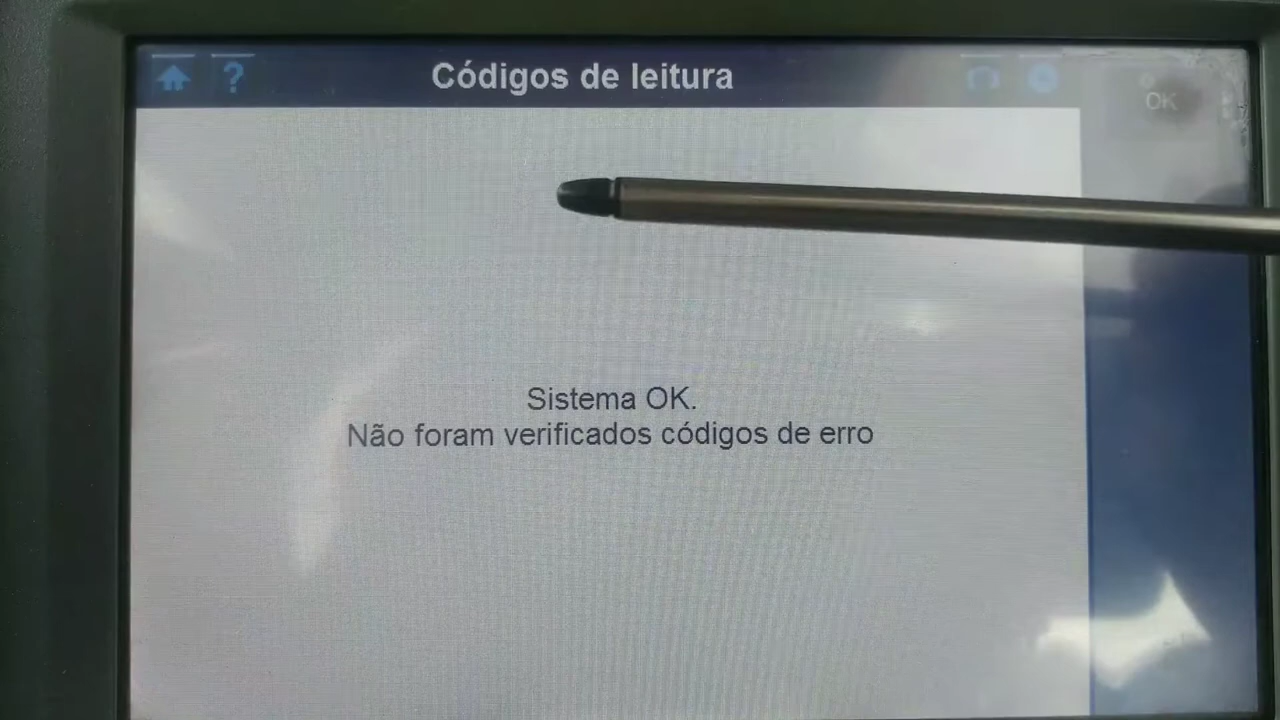 ?
Códigos de leitura
OK
Sistema OK.
Não foram verificados códigos de erro